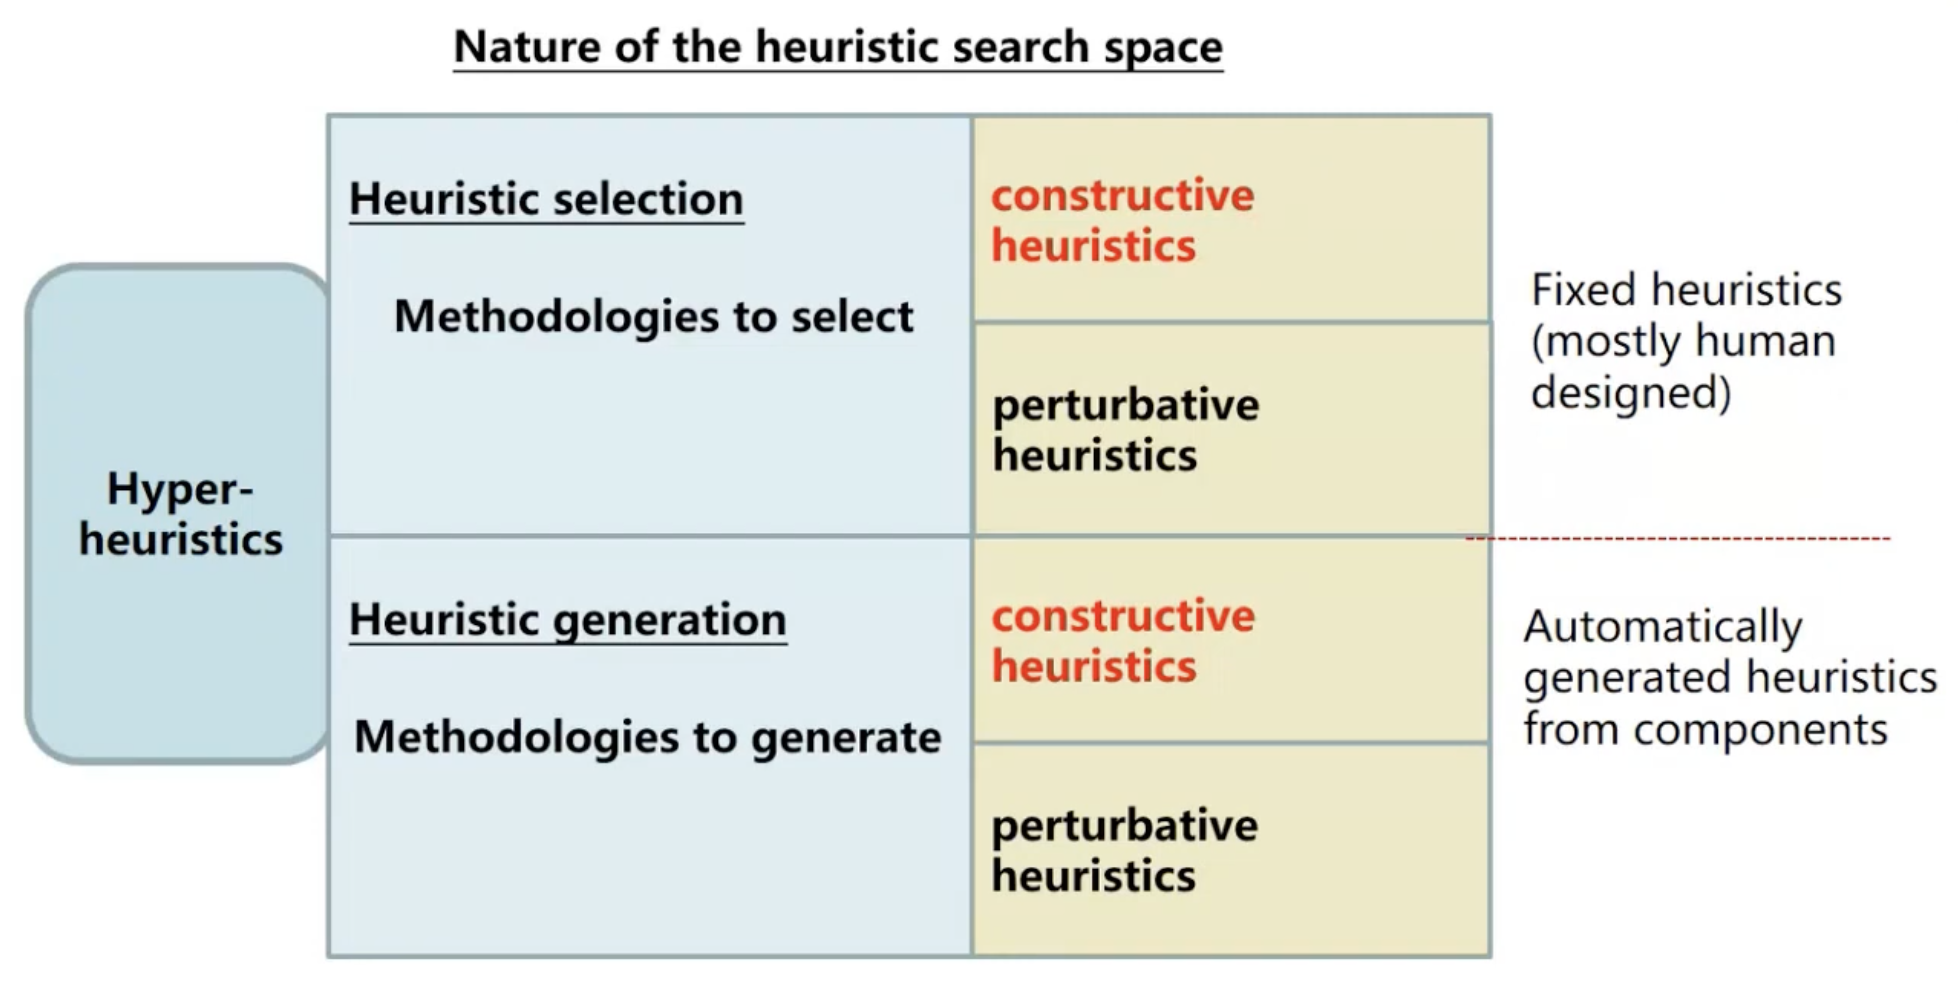 Nature of the heuristic search space
Hyper-
heuristics
Heuristic selection
Methodologies to select
constructive
heuristics
perturbative
heuristics
Fixed heuristics
(mostly human
designed)
Heuristic generation
Methodologies to generate
constructive
heuristics
perturbative
heuristics
Automatically
generated heuristics
from components